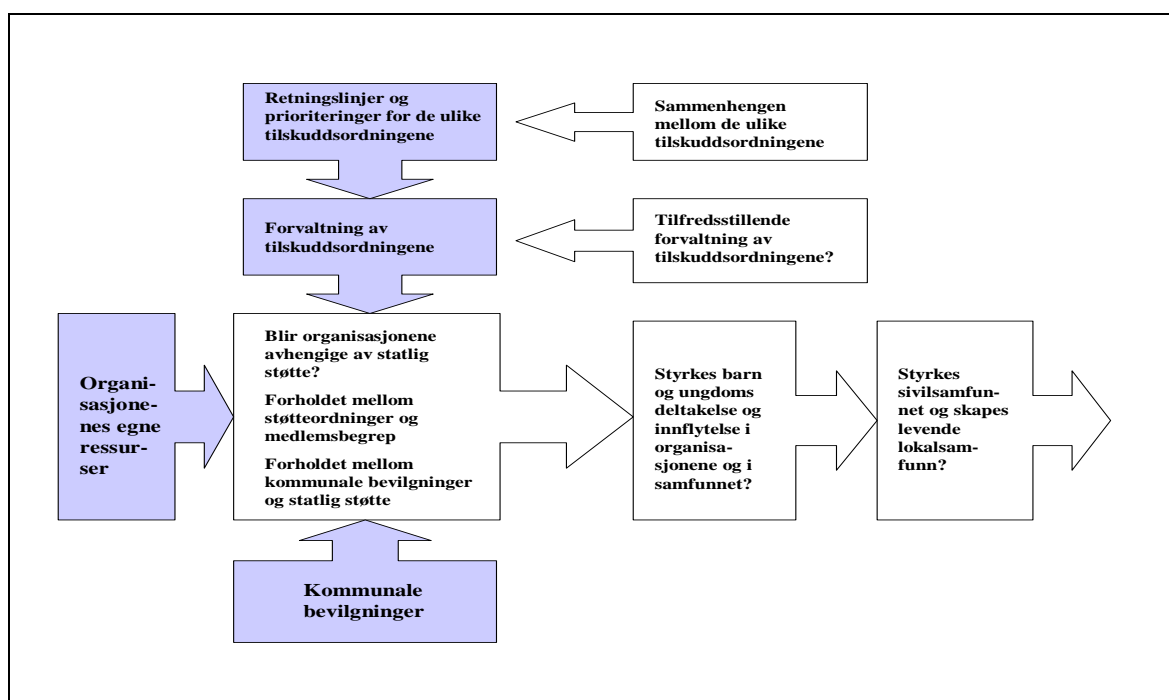 Retningslinjer og
prioriteringer for de ulike
tilskuddsordningene
Sammenhengen
mellom de ulike
tilskuddsordningene
Forvaltning av
tilskuddsordningene
Tilfredsstillende
forvaltning av
tilskuddsordningene?
Organi-
sasjone-
nes egne
ressur-
ser
Blir organisasjonene
avhengige av statlig
støtte?
Forholdet mellom
støtteordninger og
medlemsbegrep
Forholdet mellom
kommunale bevilgninger
og statlig støtte
Styrkes barn
og ungdoms
deltakelse og
innflytelse i
organisa-
sjonene og i
samfunnet?
Styrkes
sivilsamfun-
net og skapes
levende
lokalsam-
funn?
Kommunale
bevilgninger